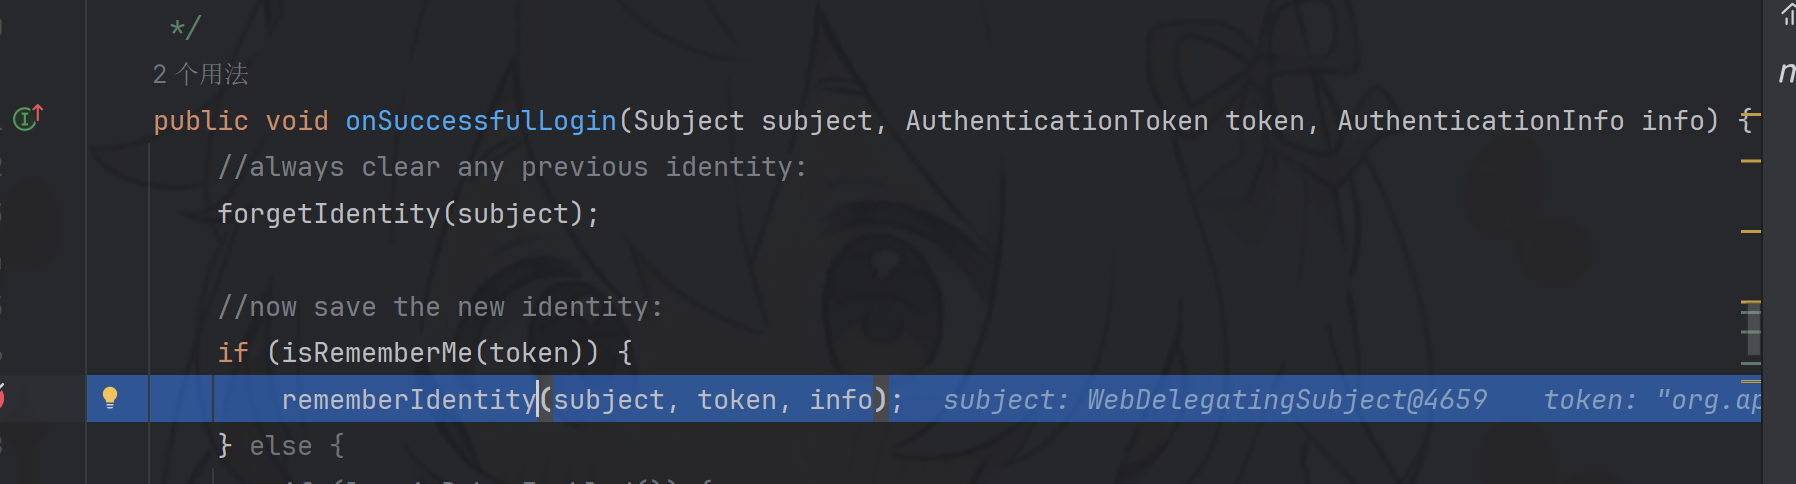 */
2 个用法
public void onSuccessfulLogin(Subject subject, AuthenticationToken token, AuthenticationInfo info) {
//always clear any previous identity:
forgetIdentity(subject);
//now save the new identity:
if (isRememberMe(token)) {
rememberIdentity(subject, token, info); subject: WebDelegatingSubject@4659 token: "org.ap
} else {